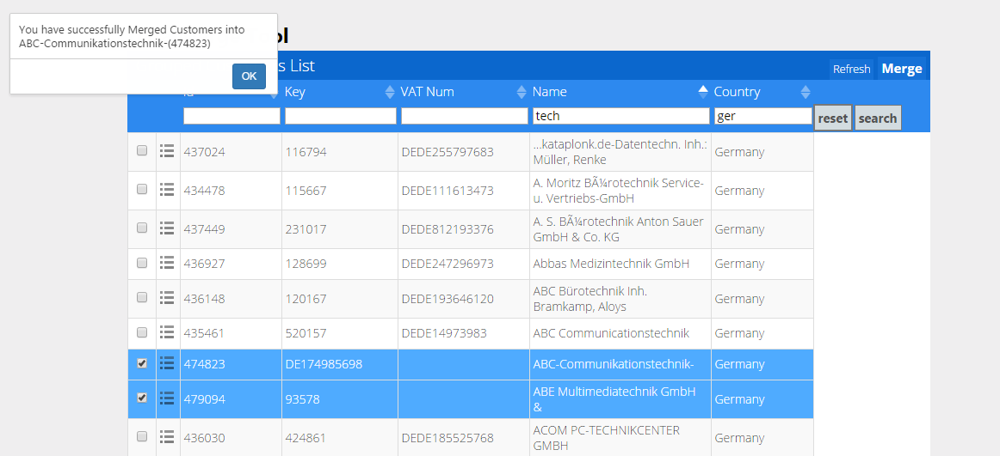 You have successfully Merged Customers into
ABC-Communikationstechnik-(474823)
OK
ol
s List
Refresh Merge
Key VAT Num Name Country
tech ger reset search
437024 116794 DEDE255797683 ...kataplonk.de-Datentechn. Inh.:
Müller, Renke Germany
434478 115667 DEDE111613473 A. Moritz BÃ¼rotechnik Service-
u. Vertriebs-GmbH Germany
437449 231017 DEDE812193376 A. S. BÃ¼rotechnik Anton Sauer
GmbH & Co. KG Germany
436927 128699 DEDE247296973 Abbas Medizintechnik GmbH Germany
436148 120167 DEDE193646120 ABC Bürotechnik Inh.
Bramkamp, Aloys Germany
435461 520157 DEDE14973983 ABC Communicationstechnik Germany
474823 DE174985698 ABC-Communikationstechnik- Germany
479094 93578 ABE Multimediatechnik GmbH
& Germany
436030 424861 DEDE185525768 ACOM PC-TECHNIKCENTER
GMBH Germany